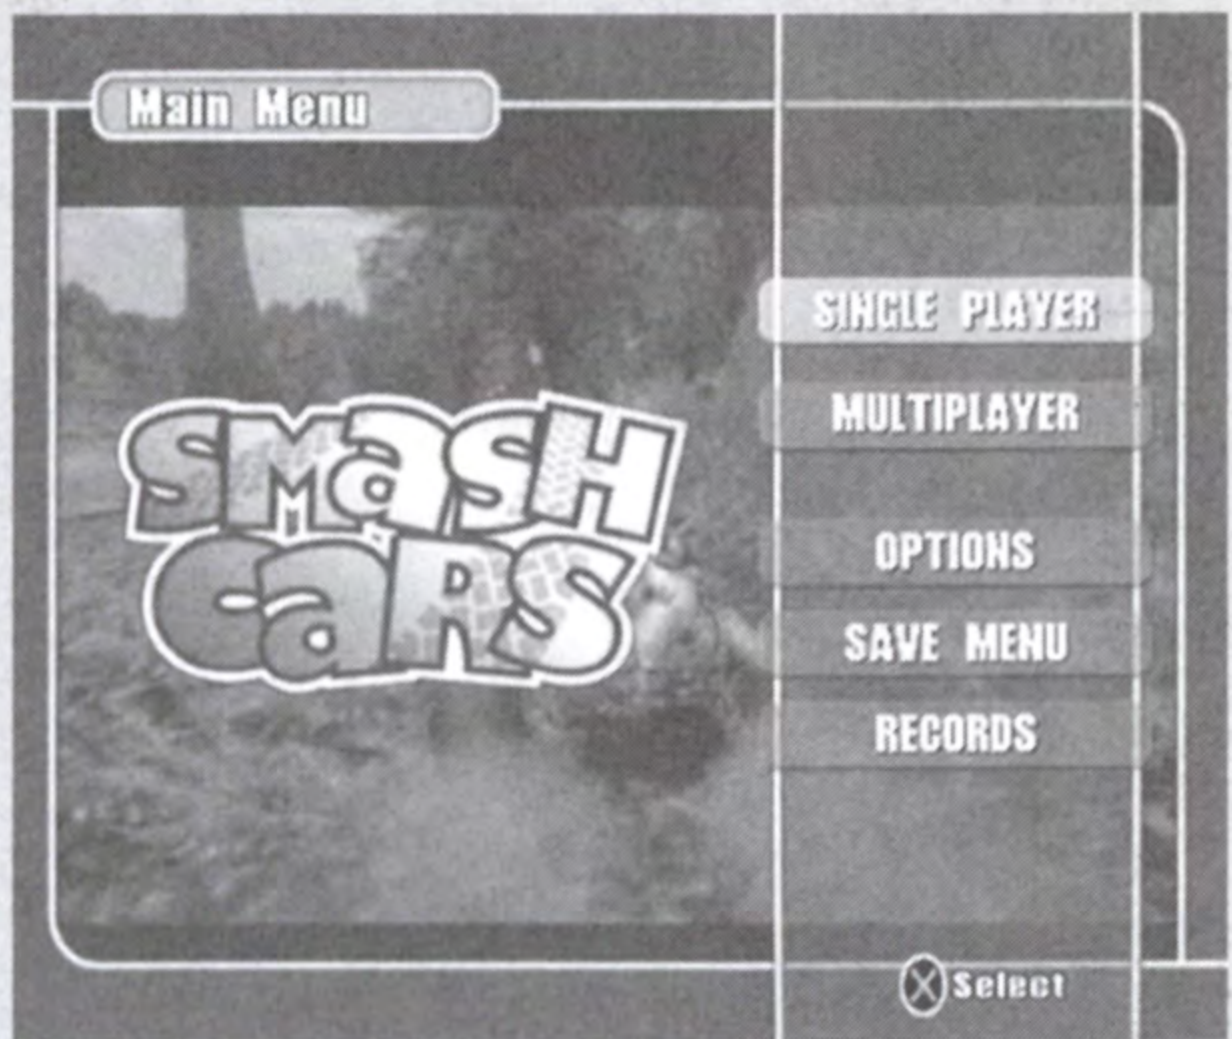 Main Menu
SMaSH
CaRS
SINGLE PLAYER
MULTIPLAYER
OPTIONS
SAVE MENU
RECORDS
X Select